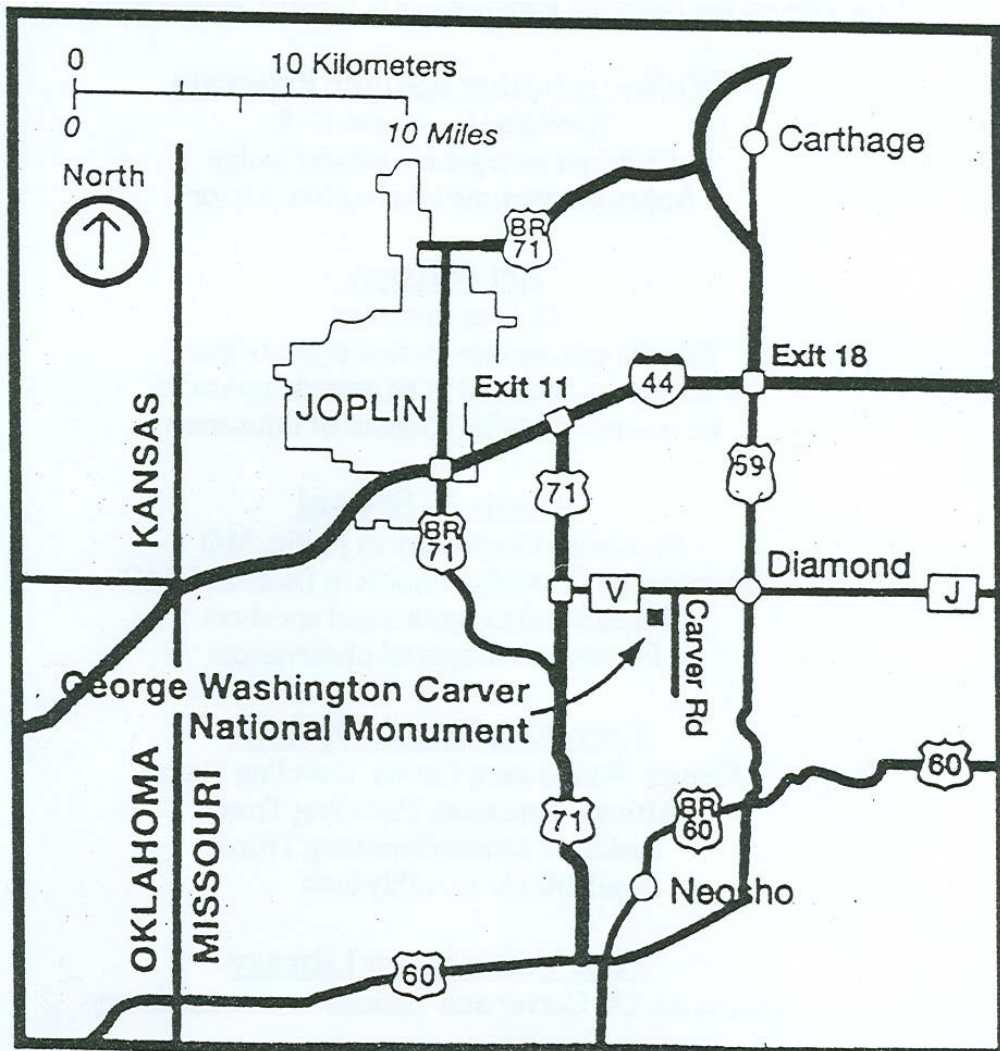 0
10 Kilometers
0
10 Miles
North
Carthage
BR
71
Exit 18
44
Exit 11
JOPLIN
KANSAS
59
71
BR
71
Diamond
V
J
Carver Rd
George Washington Carver
National Monument
60
OKLAHOMA
MISSOURI
71
BR
60
Neosho
60